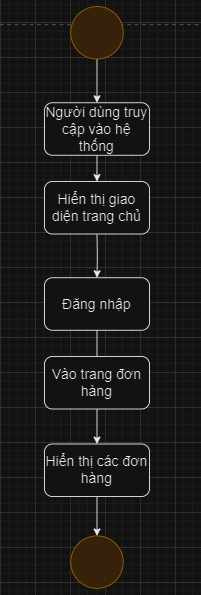 Người dùng truy
cập vào hệ
thống
Hiển thị giao
diện trang chủ
Đăng nhập
Vào trang đơn
hàng
Hiển thị các đơn
hàng